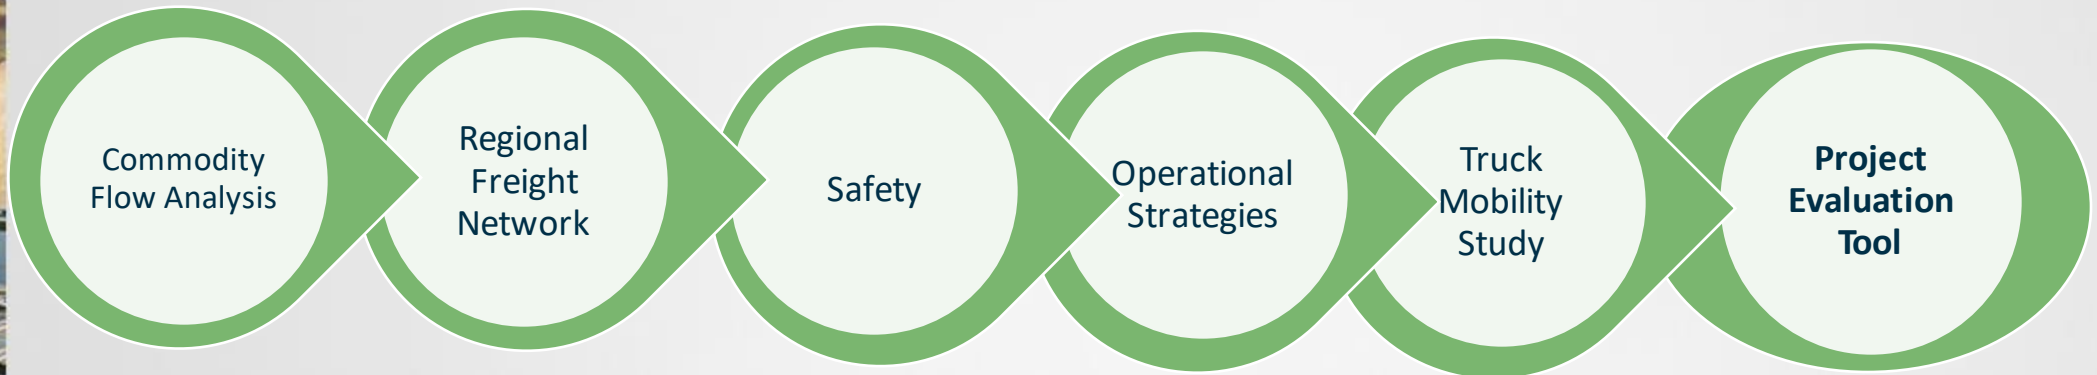 Commodity
Flow Analysis
Regional
Freight
Network
Safety
Operational
Strategies
Truck
Mobility
Study
Project
Evaluation
Tool